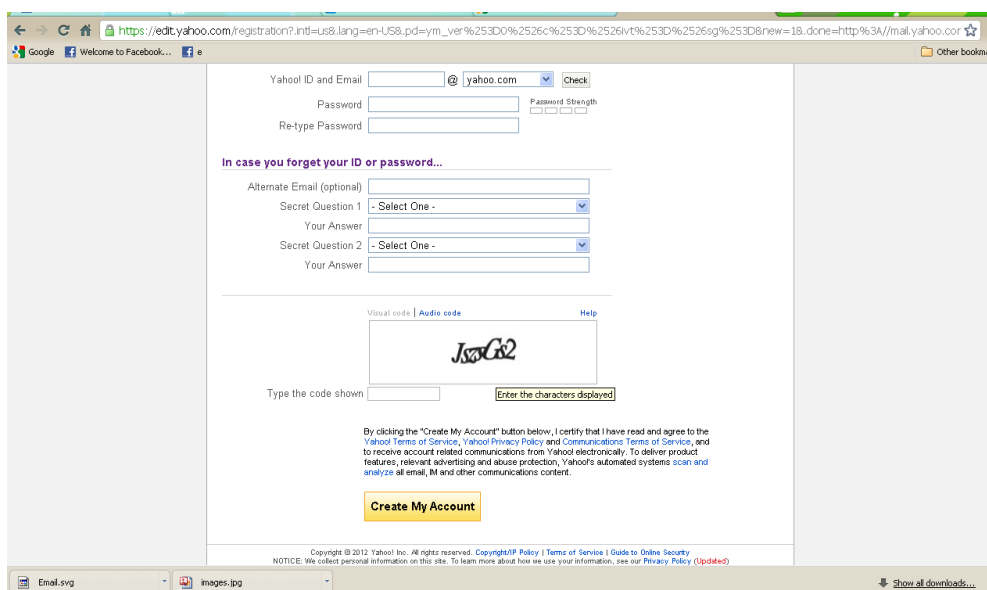 https://edit.yahoo.com/registration?.intl=us&.lang=en-US&.pd=ym_ver%253D0%2526c%253D%2526ivt%253D%2526sg%253D&new=1&.done=http%3A//mail.yahoo.cor
Google Welcome to Facebook... e Other bookma
Yahoo! ID and Email @ yahoo.com Check
Password Password Strength
Re-type Password
In case you forget your ID or password...
Alternate Email (optional)
Secret Question 1 - Select One -
Your Answer
Secret Question 2 - Select One -
Your Answer
Visual code | Audio code Help
Type the code shown Enter the characters displayed
By clicking the "Create My Account" button below, I certify that I have read and agree to the
Yahoo! Terms of Service, Yahoo! Privacy Policy and Communications Terms of Service, and
to receive account related communications from Yahoo! electronically. To deliver product
features, relevant advertising and abuse protection, Yahoo!'s automated systems scan and
analyze all email, IM and other communications content.
Create My Account
Copyright © 2012 Yahoo! Inc. All rights reserved. Copyright/IP Policy | Terms of Service | Guide to Online Security
NOTICE: We collect personal information on this site. To learn more about how we use your information, see our Privacy Policy (Updated)
Email.svg images.jpg Show all downloads...